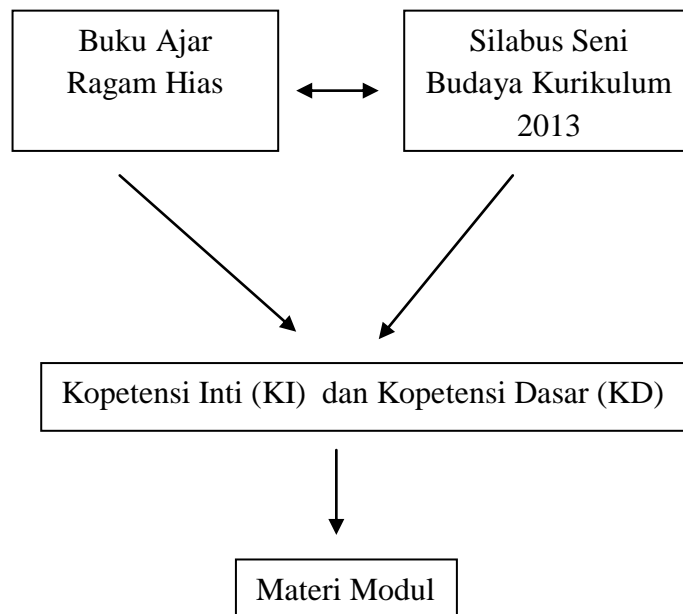 Buku Ajar
Ragam Hias
Silabus Seni
Budaya Kurikulum
2013
Kopetensi Inti (KI) dan Kopetensi Dasar (KD)
Materi Modul